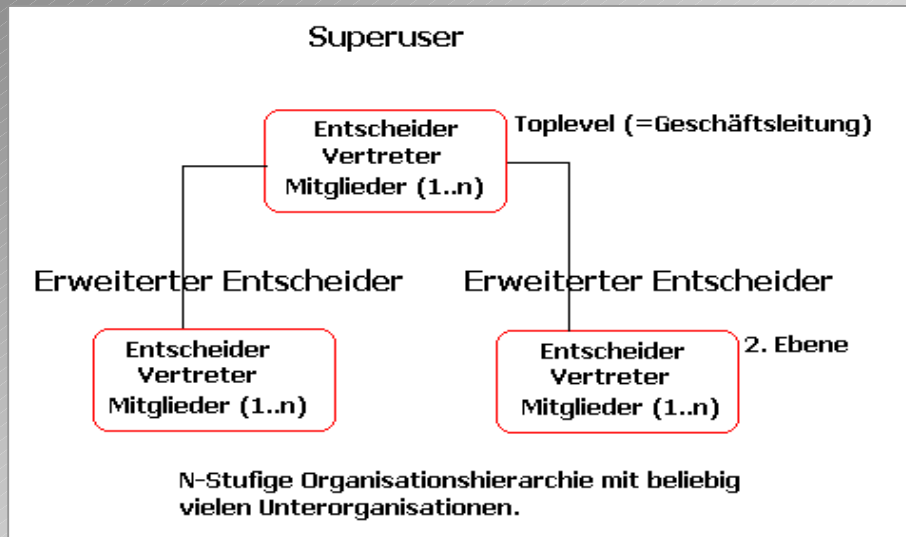 Superuser
Entscheider
Vertreter
Mitglieder (1..n)
Toplevel (=Geschäftsleitung)
Erweiterter Entscheider
Erweiterter Entscheider
Entscheider
Vertreter
Mitglieder (1..n)
Entscheider
Vertreter
Mitglieder (1..n)
2. Ebene
N-Stufige Organisationshierarchie mit beliebig
vielen Unterorganisationen.